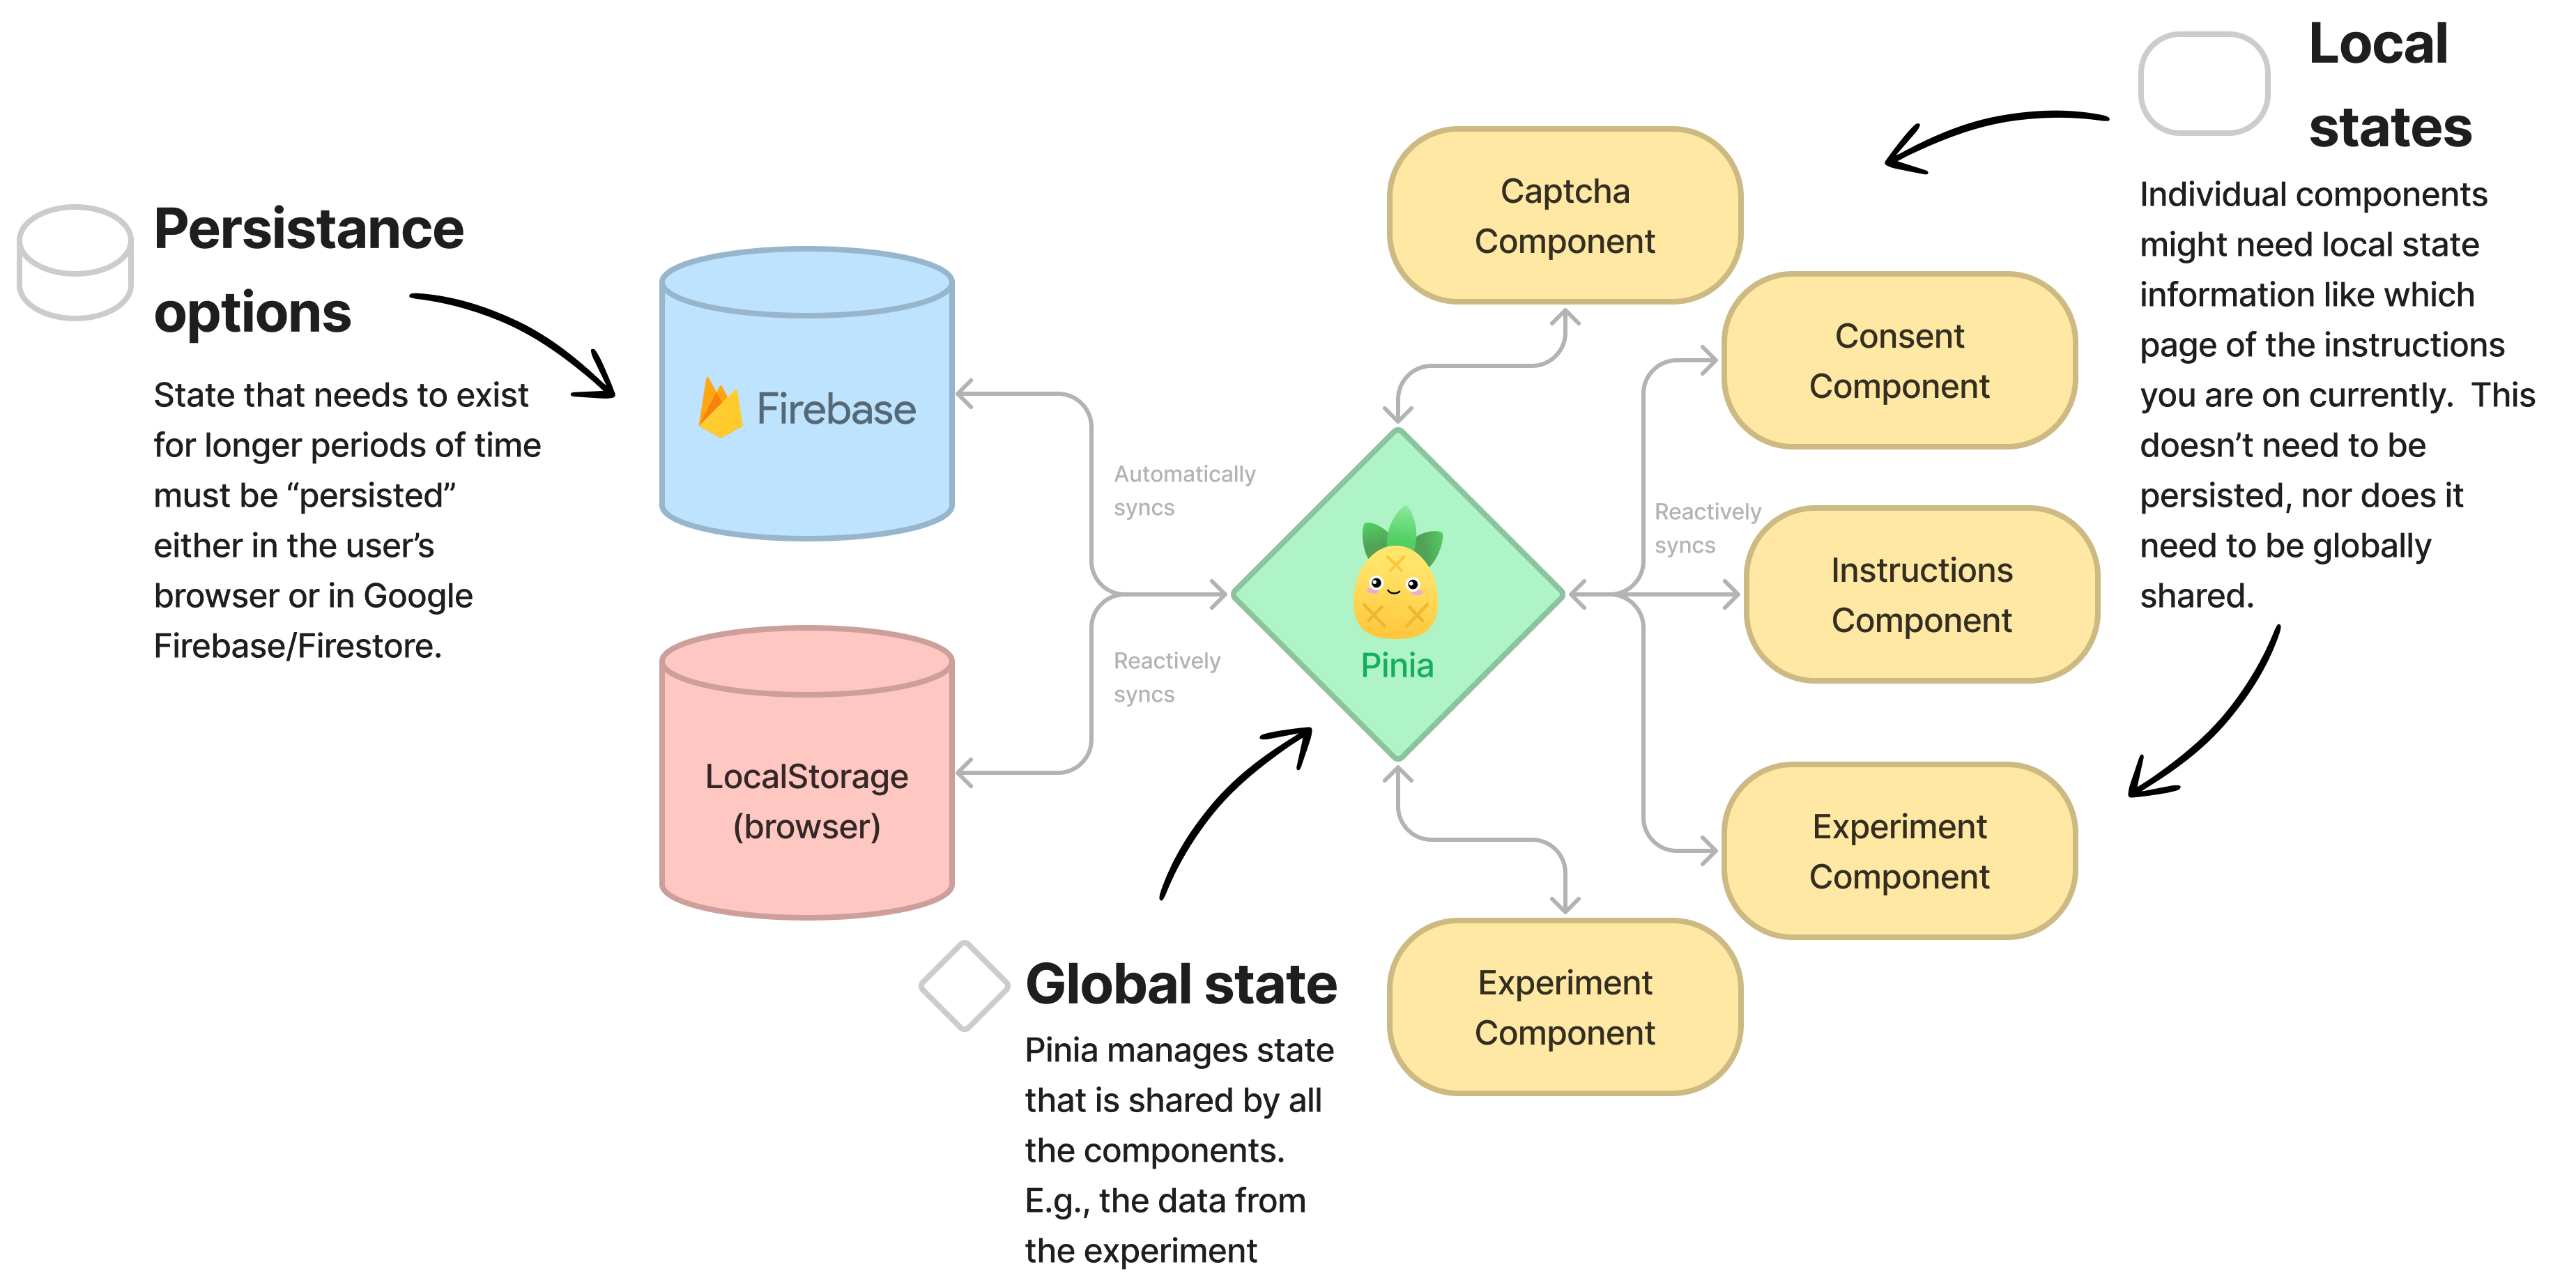 Persistance
options
State that needs to exist
for longer periods of time
must be “persisted”
either in the user’s
browser or in Google
Firebase/Firestore.
Firebase
LocalStorage
(browser)
Automatically
syncs
Reactively
syncs
Pinia
Global state
Pinia manages state
that is shared by all
the components.
E.g., the data from
the experiment
Captcha
Component
Consent
Component
Reactively
syncs
Instructions
Component
Experiment
Component
Experiment
Component
Local
states
Individual components
might need local state
information like which
page of the instructions
you are on currently.  This
doesn’t need to be
persisted, nor does it
need to be globally
shared.